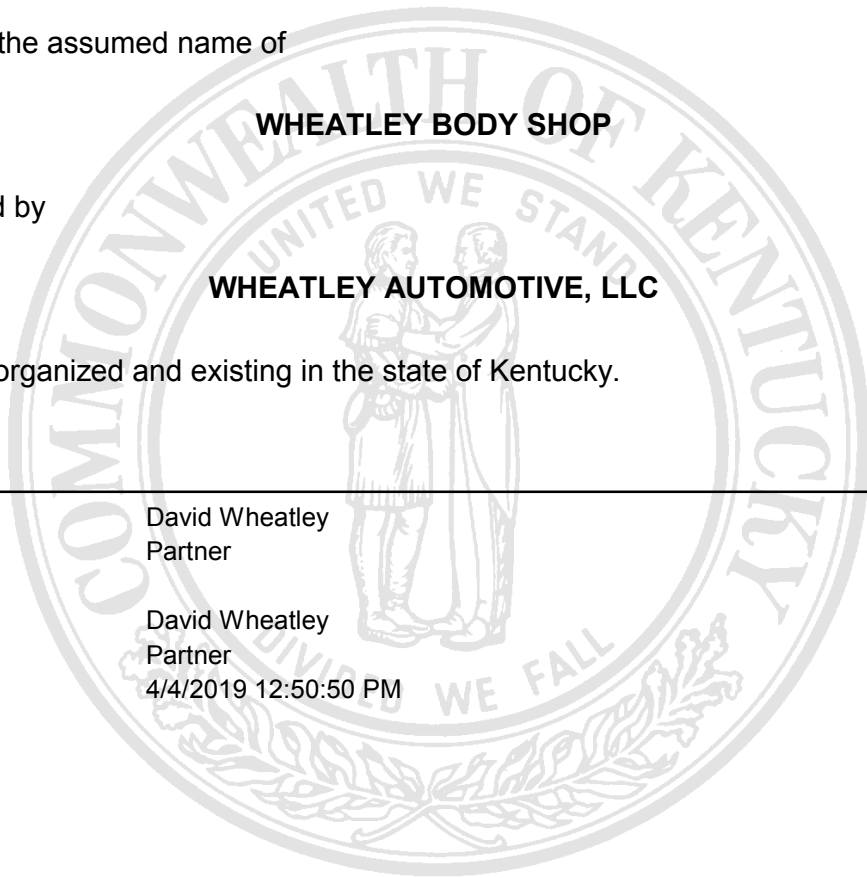 the assumed name of
WHEATLEY BODY SHOP
d by
WHEATLEY AUTOMOTIVE, LLC
organized and existing in the state of Kentucky.
David Wheatley
Partner
David Wheatley
Partner
4/4/2019 12:50:50 PM
COMMONWEALTH OF KENTUCKY
UNITED WE STAND
DIVIDED WE FALL